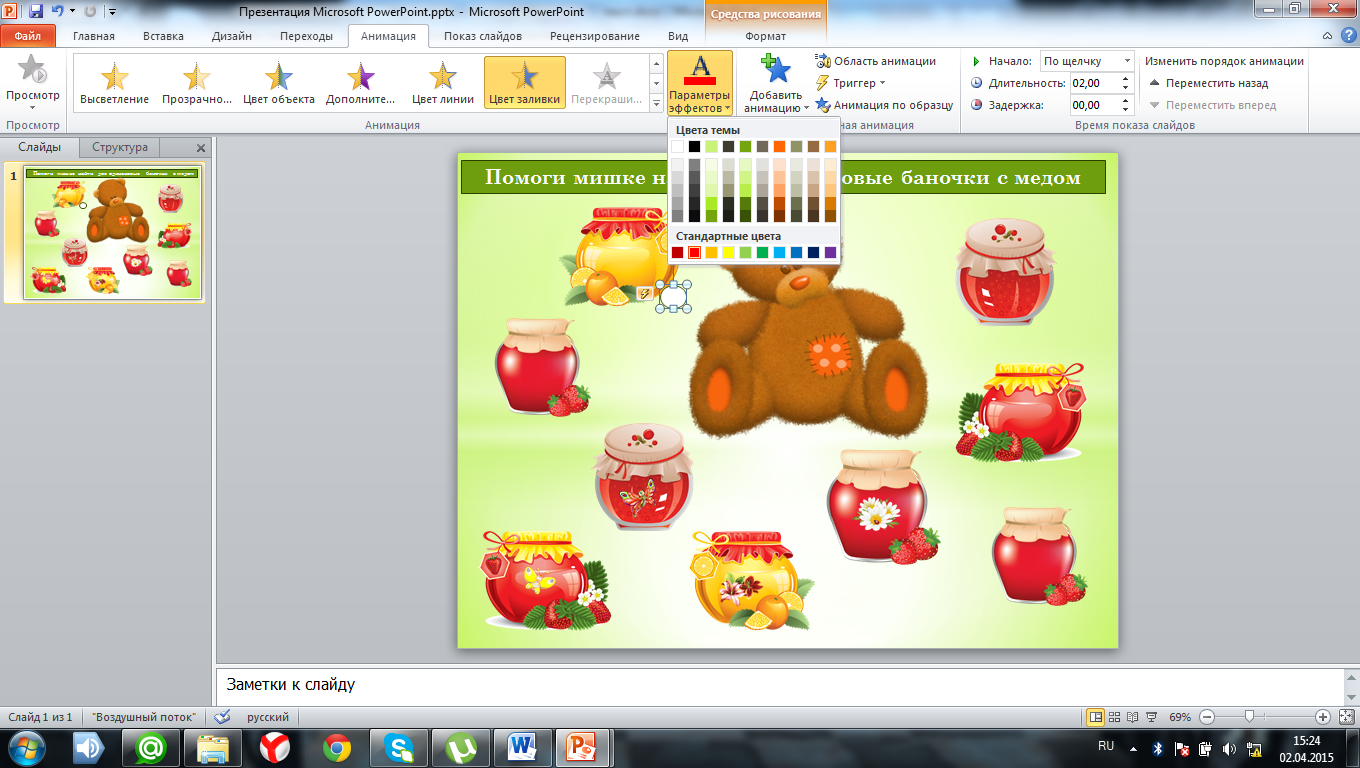 Презентация Microsoft PowerPoint.pptx - Microsoft PowerPoint
Средства рисования
Файл
Главная
Вставка
Дизайн
Переходы
Анимация
Показ слайдов
Рецензирование
Вид
Формат
Просмотр
Высветление
Прозрачно...
Цвет объекта
Дополните...
Цвет линии
Цвет заливки
Перекраши...
Параметры
эффектов
Добавить
анимацию
Область анимации
Триггер
Анимация по образцу
Начало: По щелчку
Длительность: 02,00
Задержка: 00,00
Изменить порядок анимации
Переместить назад
Переместить вперед
Просмотр
Анимация
ная анимация
Время показа слайдов
Слайды
Структура
Цвета темы
Стандартные цвета
1
Помоги мишке н
овые баночки с медом
Заметки к слайду
Слайд 1 из 1
"Воздушный поток"
русский
69%
RU
15:24
02.04.2015